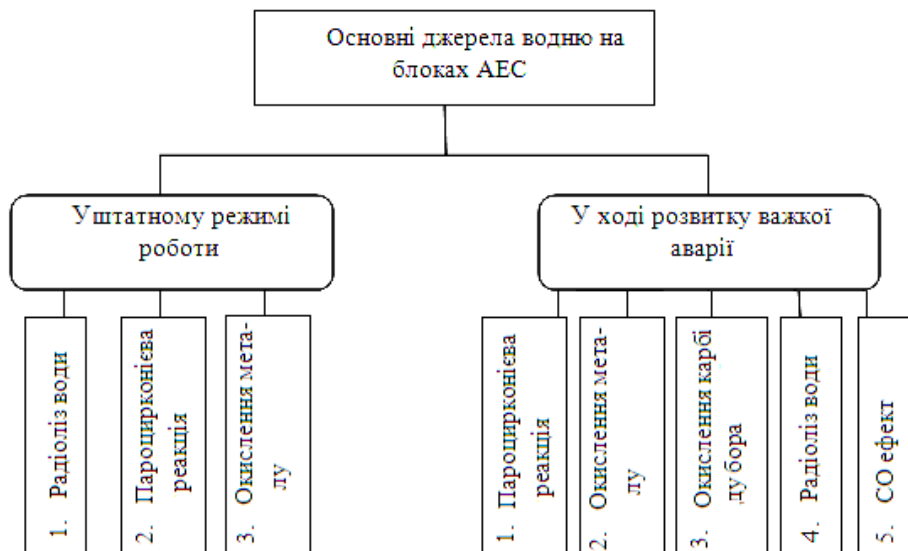 Основні джерела водню на
блоках АЕС
Уштатному режимі
роботи
У ході розвитку важкої
аварії
1. Радіоліз води
2. Пароцирконієва
реакція
3. Окислення мета-
лу
1. Пароцирконієва
реакція
2. Окислення мета-
лу
3. Окислення карбі
ду бора
4. Радіоліз води
5. СО ефект